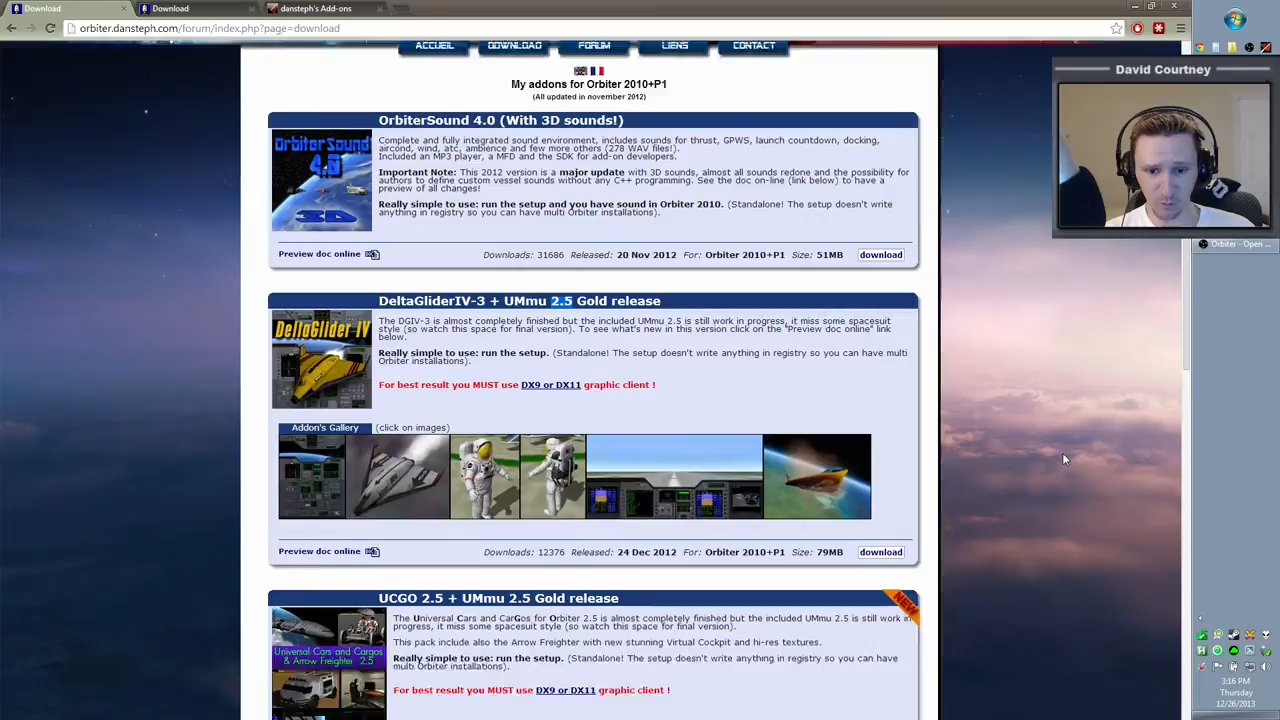 Download
Download
dansteph's Add-ons
orbiter.dansteph.com/forum/index.php?page=download
ACCUEIL DOWNLOAD FORUM LIENS CONTACT
David Courtney
My addons for Orbiter 2010+P1
(All updated in november 2012)
OrbiterSound 4.0 (With 3D sounds!)
Orbiter Sound
4.0
3D
Complete and fully integrated sound environment, includes sounds for thrust, GPWS, launch countdown, docking,
aircond, wind, atc, ambience and few more others (278 WAV files!).
Included an MP3 player, a MFD and the SDK for add-on developers.
Important Note: This 2012 version is a major update with 3D sounds, almost all sounds redone and the possibility for
authors to define custom vessel sounds without any C++ programming. See the doc on-line (link below) to have a
preview of all changes!
Really simple to use: run the setup and you have sound in Orbiter 2010. (Standalone! The setup doesn't write
anything in registry so you can have multi Orbiter installations).
Preview doc online Downloads: 31686 Released: 20 Nov 2012 For: Orbiter 2010+P1 Size: 51MB download
Orbiter - Open ...
DeltaGliderIV-3 + UMmu 2.5 Gold release
DeltaGlider IV
The DGIV-3 is almost completely finished but the included UMmu 2.5 is still work in progress, it miss some spacesuit
style (so watch this space for final version). To see what's new in this version click on the "Preview doc online" link
below.
Really simple to use: run the setup. (Standalone! The setup doesn't write anything in registry so you can have multi
Orbiter installations).
For best result you MUST use DX9 or DX11 graphic client !
Addon's Gallery (click on images)
Preview doc online Downloads: 12376 Released: 24 Dec 2012 For: Orbiter 2010+P1 Size: 79MB download
UCGO 2.5 + UMmu 2.5 Gold release
NEW
Universal Cars and Cargos
& Arrow Freighter 2.5
The Universal Cars and CarGos for Orbiter 2.5 is almost completely finished but the included UMmu 2.5 is still work in
progress, it miss some spacesuit style (so watch this space for final version).
This pack include also the Arrow Freighter with new stunning Virtual Cockpit and hi-res textures.
Really simple to use: run the setup. (Standalone! The setup doesn't write anything in registry so you can have
multi Orbiter installations).
For best result you MUST use DX9 or DX11 graphic client !
3:16 PM
Thursday
12/26/2013